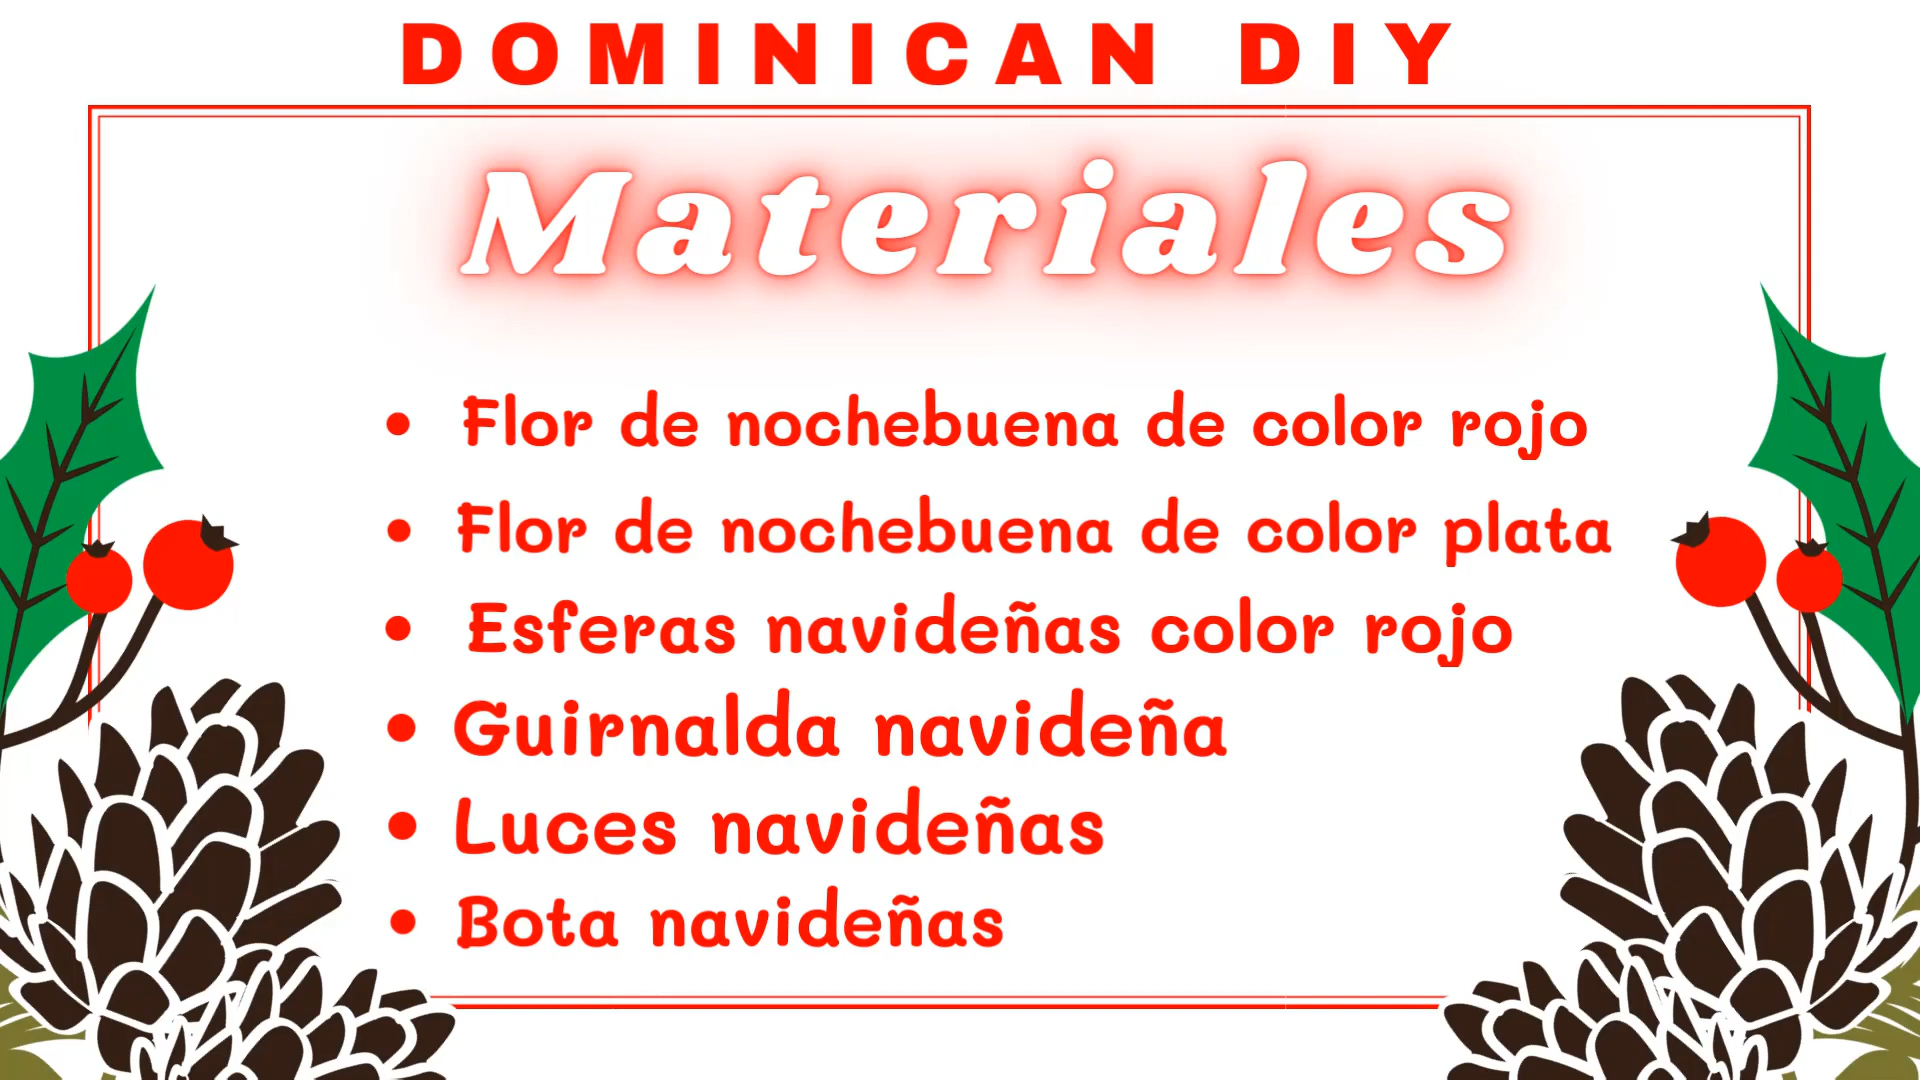 DOMINICAN DIY
Materiales
• Flor de nochebuena de color rojo
• Flor de nochebuena de color plata
• Esferas navideñas color rojo
• Guirnalda navideña
• Luces navideñas
• Bota navideñas